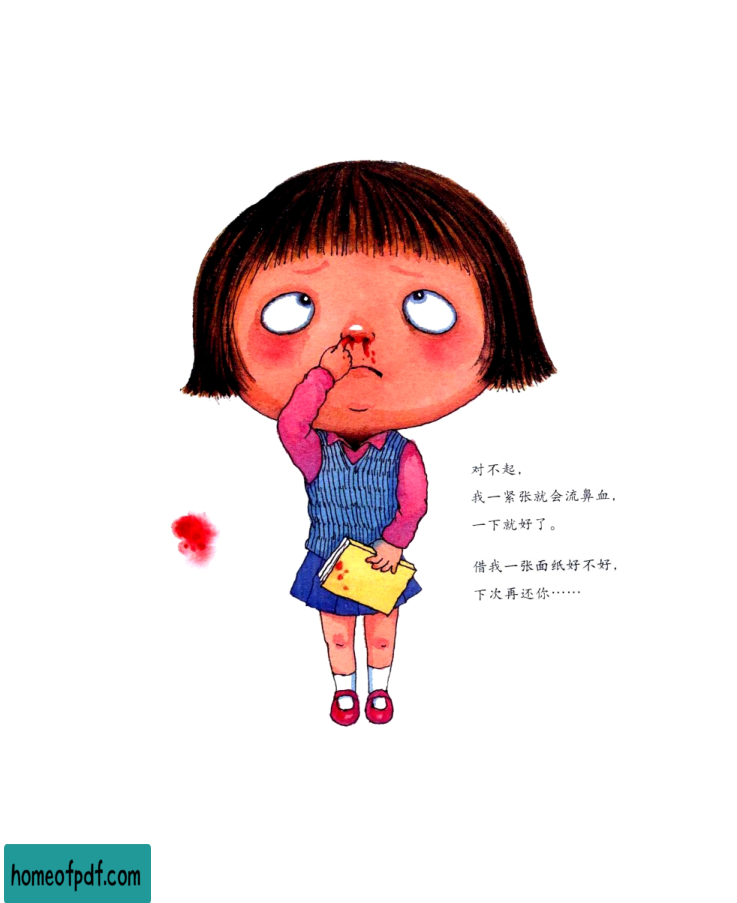 对不起，
我一紧张就会流鼻血，
一下就好了。
借我一张面纸好不好，
下次再还你……
homeofpdf.com